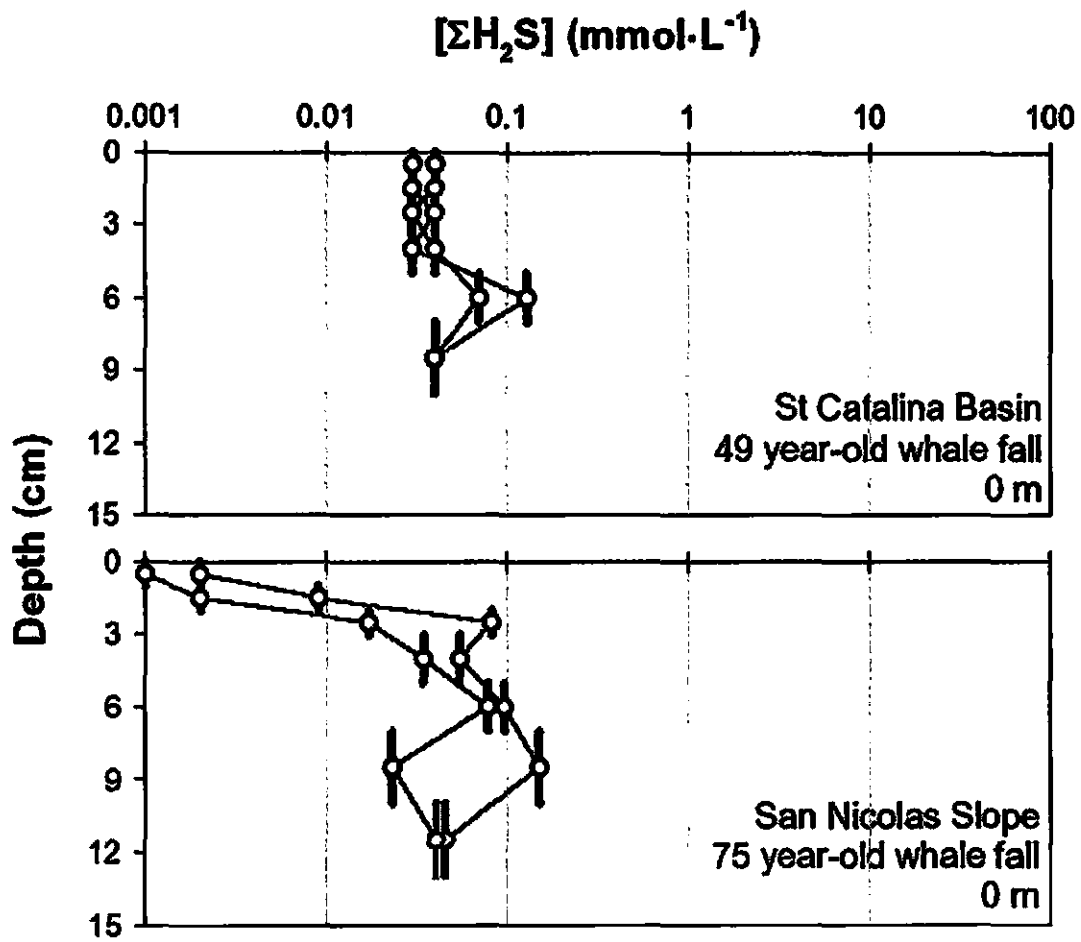 [ΣH₂S] (mmol·L⁻¹)
0.001 0.01 0.1 1 10 100
0
3
6
9
12
15
St Catalina Basin
49 year-old whale fall
0 m
Depth (cm)
0
3
6
9
12
15
San Nicolas Slope
75 year-old whale fall
0 m